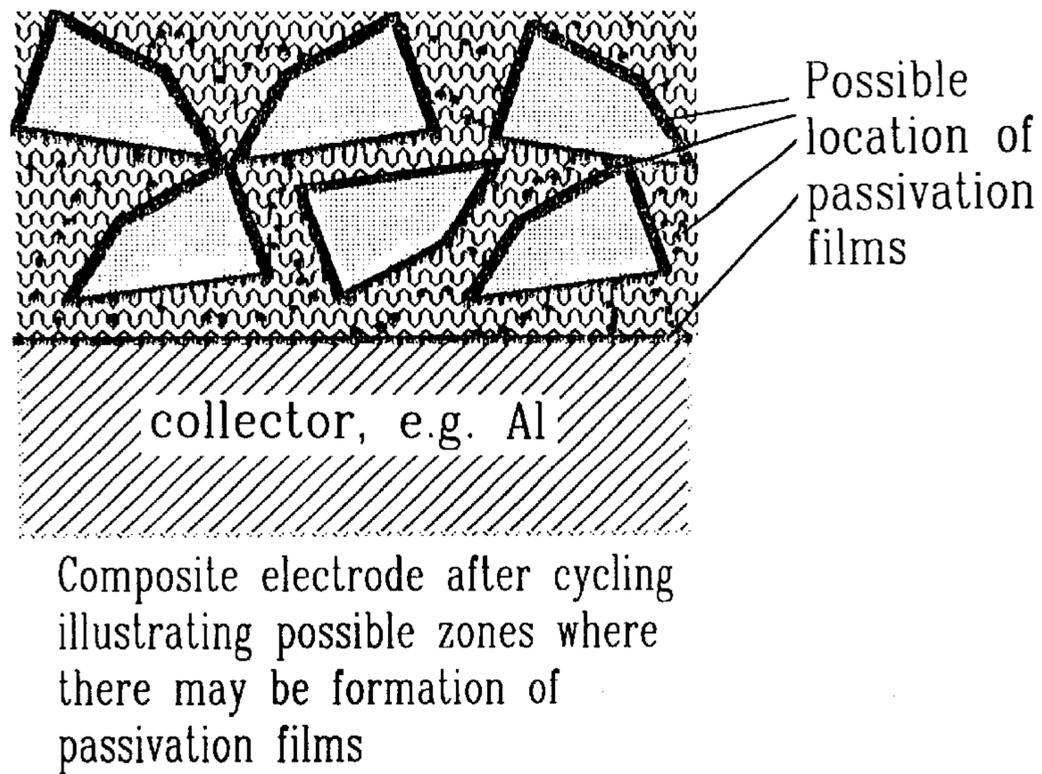 Possible
location of
passivation
films
collector, e.g. Al
Composite electrode after cycling
illustrating possible zones where
there may be formation of
passivation films